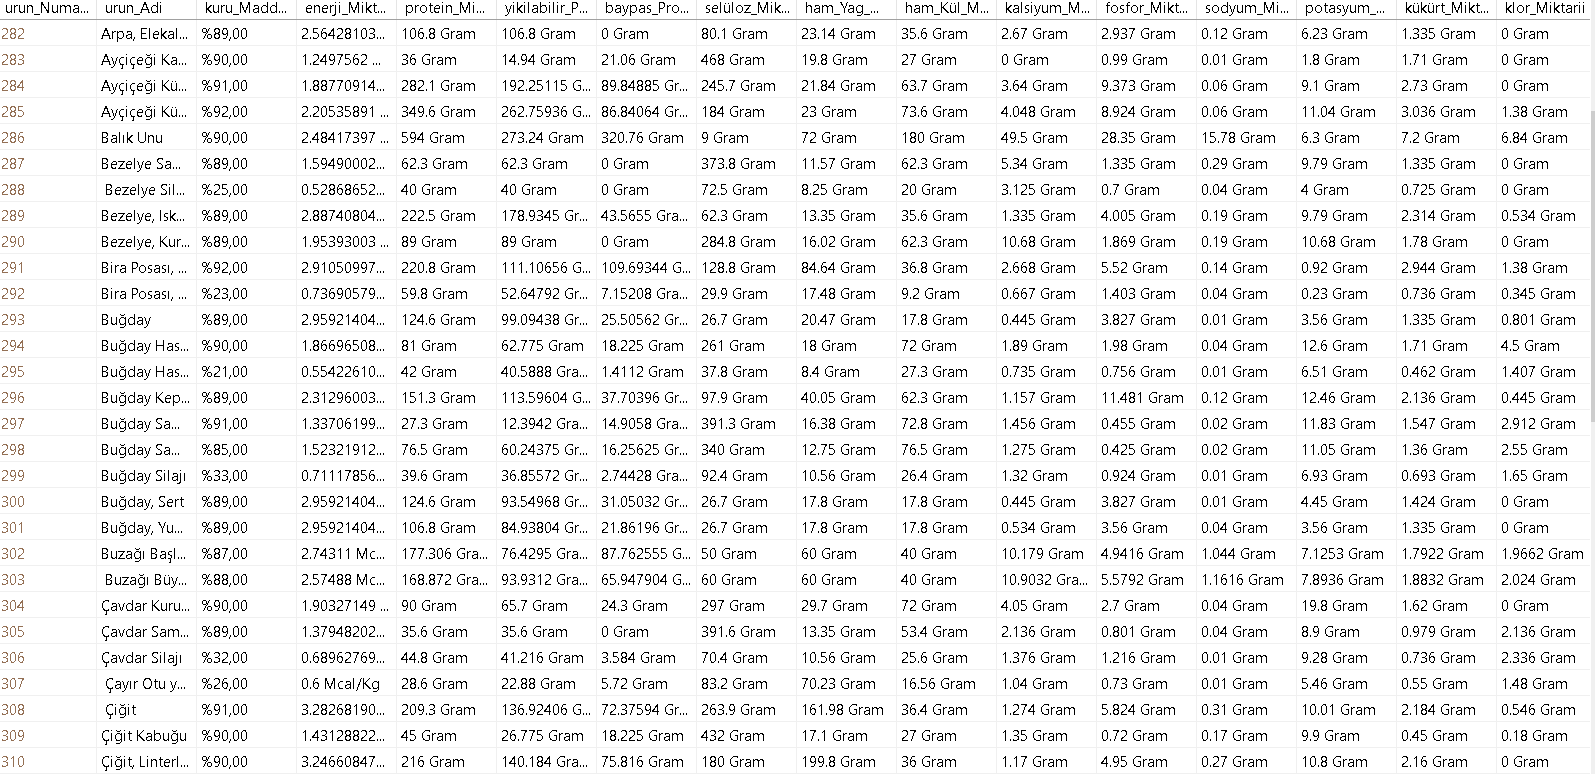 urun_Numa... urun_Adi kuru_Madd... enerji_Mikt... protein_Mi... yikilabilir_P... baypas_Pro... selüloz_Mik... ham_Yag_... ham_Kül_M... kalsiyum_M... fosfor_Mikt... sodyum_Mi... potasyum_... kükürt_Mikt... klor_Miktarii
282 Arpa, Elekal... %89,00 2.56428103... 106.8 Gram 106.8 Gram 0 Gram 80.1 Gram 23.14 Gram 35.6 Gram 2.67 Gram 2.937 Gram 0.12 Gram 6.23 Gram 1.335 Gram 0 Gram
283 Ayçiçeği Ka... %90,00 1.2497562 ... 36 Gram 14.94 Gram 21.06 Gram 468 Gram 19.8 Gram 27 Gram 0 Gram 0.99 Gram 0.01 Gram 1.8 Gram 1.71 Gram 0 Gram
284 Ayçiçeği Kü... %91,00 1.88770914... 282.1 Gram 192.25115 G... 89.84885 Gr... 245.7 Gram 21.84 Gram 63.7 Gram 3.64 Gram 9.373 Gram 0.06 Gram 9.1 Gram 2.73 Gram 0 Gram
285 Ayçiçeği Kü... %92,00 2.20535891 ... 349.6 Gram 262.75936 G... 86.84064 Gr... 184 Gram 23 Gram 73.6 Gram 4.048 Gram 8.924 Gram 0.06 Gram 11.04 Gram 3.036 Gram 1.38 Gram
286 Balık Unu %90,00 2.48417397 ... 594 Gram 273.24 Gram 320.76 Gram 9 Gram 72 Gram 180 Gram 49.5 Gram 28.35 Gram 15.78 Gram 6.3 Gram 7.2 Gram 6.84 Gram
287 Bezelye Sa... %89,00 1.59490002... 62.3 Gram 62.3 Gram 0 Gram 373.8 Gram 11.57 Gram 62.3 Gram 5.34 Gram 1.335 Gram 0.29 Gram 9.79 Gram 1.335 Gram 0 Gram
288 Bezelye Sil... %25,00 0.52868652... 40 Gram 40 Gram 0 Gram 72.5 Gram 8.25 Gram 20 Gram 3.125 Gram 0.7 Gram 0.04 Gram 4 Gram 0.725 Gram 0 Gram
289 Bezelye, Isk... %89,00 2.88740804... 222.5 Gram 178.9345 Gr... 43.5655 Gra... 62.3 Gram 13.35 Gram 35.6 Gram 1.335 Gram 4.005 Gram 0.19 Gram 9.79 Gram 2.314 Gram 0.534 Gram
290 Bezelye, Kur... %89,00 1.95393003 ... 89 Gram 89 Gram 0 Gram 284.8 Gram 16.02 Gram 62.3 Gram 10.68 Gram 1.869 Gram 0.19 Gram 10.68 Gram 1.78 Gram 0 Gram
291 Bira Posası, ... %92,00 2.91050997... 220.8 Gram 111.10656 G... 109.69344 G... 128.8 Gram 84.64 Gram 36.8 Gram 2.668 Gram 5.52 Gram 0.14 Gram 0.92 Gram 2.944 Gram 1.38 Gram
292 Bira Posası, ... %23,00 0.73690579... 59.8 Gram 52.64792 Gr... 7.15208 Gra... 29.9 Gram 17.48 Gram 9.2 Gram 0.667 Gram 1.403 Gram 0.04 Gram 0.23 Gram 0.736 Gram 0.345 Gram
293 Buğday %89,00 2.95921404... 124.6 Gram 99.09438 Gr... 25.50562 Gr... 26.7 Gram 20.47 Gram 17.8 Gram 0.445 Gram 3.827 Gram 0.01 Gram 3.56 Gram 1.335 Gram 0.801 Gram
294 Buğday Has... %90,00 1.86696508... 81 Gram 62.775 Gram 18.225 Gram 261 Gram 18 Gram 72 Gram 1.89 Gram 1.98 Gram 0.04 Gram 12.6 Gram 1.71 Gram 4.5 Gram
295 Buğday Has... %21,00 0.55422610... 42 Gram 40.5888 Gra... 1.4112 Gram 37.8 Gram 8.4 Gram 27.3 Gram 0.735 Gram 0.756 Gram 0.01 Gram 6.51 Gram 0.462 Gram 1.407 Gram
296 Buğday Kep... %89,00 2.31296003... 151.3 Gram 113.59604 G... 37.70396 Gr... 97.9 Gram 40.05 Gram 62.3 Gram 1.157 Gram 11.481 Gram 0.12 Gram 12.46 Gram 2.136 Gram 0.445 Gram
297 Buğday Sa... %91,00 1.33706199... 27.3 Gram 12.3942 Gra... 14.9058 Gra... 391.3 Gram 16.38 Gram 72.8 Gram 1.456 Gram 0.455 Gram 0.02 Gram 11.83 Gram 1.547 Gram 2.912 Gram
298 Buğday Sa... %85,00 1.52321912... 76.5 Gram 60.24375 Gr... 16.25625 Gr... 340 Gram 12.75 Gram 76.5 Gram 1.275 Gram 0.425 Gram 0.02 Gram 11.05 Gram 1.36 Gram 2.55 Gram
299 Buğday Silajı %33,00 0.71117856... 39.6 Gram 36.85572 Gr... 2.74428 Gra... 92.4 Gram 10.56 Gram 26.4 Gram 1.32 Gram 0.924 Gram 0.01 Gram 6.93 Gram 0.693 Gram 1.65 Gram
300 Buğday, Sert %89,00 2.95921404... 124.6 Gram 93.54968 Gr... 31.05032 Gr... 26.7 Gram 17.8 Gram 17.8 Gram 0.445 Gram 3.827 Gram 0.01 Gram 4.45 Gram 1.424 Gram 0 Gram
301 Buğday, Yu... %89,00 2.95921404... 106.8 Gram 84.93804 Gr... 21.86196 Gr... 26.7 Gram 17.8 Gram 17.8 Gram 0.534 Gram 3.56 Gram 0.04 Gram 3.56 Gram 1.335 Gram 0 Gram
302 Buzağı Başl... %87,00 2.74311 Mc... 177.306 Gra... 76.4295 Gra... 87.762555 G... 50 Gram 60 Gram 40 Gram 10.179 Gram 4.9416 Gram 1.044 Gram 7.1253 Gram 1.7922 Gram 1.9662 Gram
303 Buzağı Büy... %88,00 2.57488 Mc... 168.872 Gra... 93.9312 Gra... 65.947904 G... 60 Gram 60 Gram 40 Gram 10.9032 Gra... 5.5792 Gram 1.1616 Gram 7.8936 Gram 1.8832 Gram 2.024 Gram
304 Çavdar Kuru... %90,00 1.90327149 ... 90 Gram 65.7 Gram 24.3 Gram 297 Gram 29.7 Gram 72 Gram 4.05 Gram 2.7 Gram 0.04 Gram 19.8 Gram 1.62 Gram 0 Gram
305 Çavdar Sam... %89,00 1.37948202... 35.6 Gram 35.6 Gram 0 Gram 391.6 Gram 13.35 Gram 53.4 Gram 2.136 Gram 0.801 Gram 0.04 Gram 8.9 Gram 0.979 Gram 2.136 Gram
306 Çavdar Silajı %32,00 0.68962769... 44.8 Gram 41.216 Gram 3.584 Gram 70.4 Gram 10.56 Gram 25.6 Gram 1.376 Gram 1.216 Gram 0.01 Gram 9.28 Gram 0.736 Gram 2.336 Gram
307 Çayır Otu y... %26,00 0.6 Mcal/Kg 28.6 Gram 22.88 Gram 5.72 Gram 83.2 Gram 70.23 Gram 16.56 Gram 1.04 Gram 0.73 Gram 0.01 Gram 5.46 Gram 0.55 Gram 1.48 Gram
308 Çiğit %91,00 3.28268190... 209.3 Gram 136.92406 G... 72.37594 Gr... 263.9 Gram 161.98 Gram 36.4 Gram 1.274 Gram 5.824 Gram 0.31 Gram 10.01 Gram 2.184 Gram 0.546 Gram
309 Çiğit Kabuğu %90,00 1.43128822... 45 Gram 26.775 Gram 18.225 Gram 432 Gram 17.1 Gram 27 Gram 1.35 Gram 0.72 Gram 0.17 Gram 9.9 Gram 0.45 Gram 0.18 Gram
310 Çiğit, Linterl... %90,00 3.24660847... 216 Gram 140.184 Gra... 75.816 Gram 180 Gram 199.8 Gram 36 Gram 1.17 Gram 4.95 Gram 0.27 Gram 10.8 Gram 2.16 Gram 0 Gram